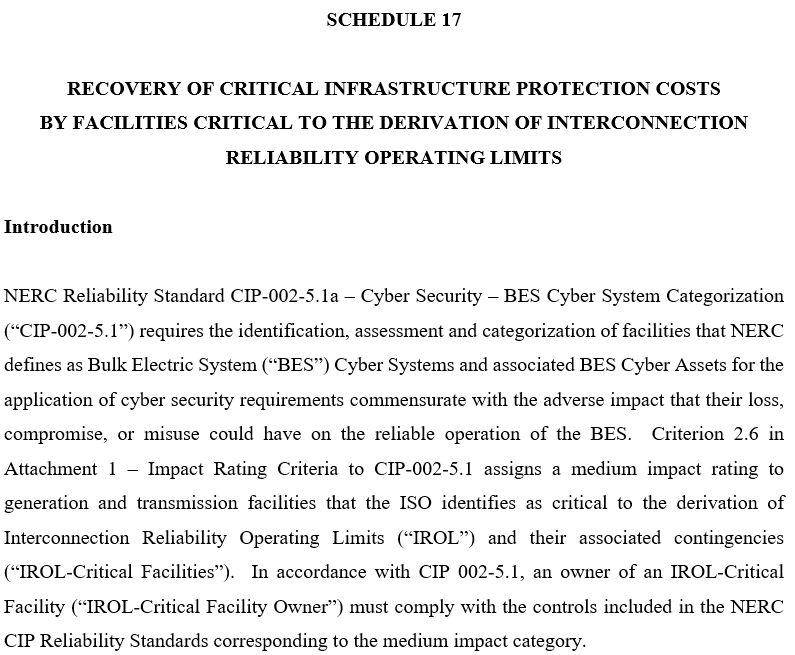 SCHEDULE 17
RECOVERY OF CRITICAL INFRASTRUCTURE PROTECTION COSTS
BY FACILITIES CRITICAL TO THE DERIVATION OF INTERCONNECTION
RELIABILITY OPERATING LIMITS
Introduction
NERC Reliability Standard CIP-002-5.1a – Cyber Security – BES Cyber System Categorization
(“CIP-002-5.1”) requires the identification, assessment and categorization of facilities that NERC
defines as Bulk Electric System (“BES”) Cyber Systems and associated BES Cyber Assets for the
application of cyber security requirements commensurate with the adverse impact that their loss,
compromise, or misuse could have on the reliable operation of the BES.  Criterion 2.6 in
Attachment 1 – Impact Rating Criteria to CIP-002-5.1 assigns a medium impact rating to
generation and transmission facilities that the ISO identifies as critical to the derivation of
Interconnection Reliability Operating Limits (“IROL”) and their associated contingencies
(“IROL-Critical Facilities”).  In accordance with CIP 002-5.1, an owner of an IROL-Critical
Facility (“IROL-Critical Facility Owner”) must comply with the controls included in the NERC
CIP Reliability Standards corresponding to the medium impact category.